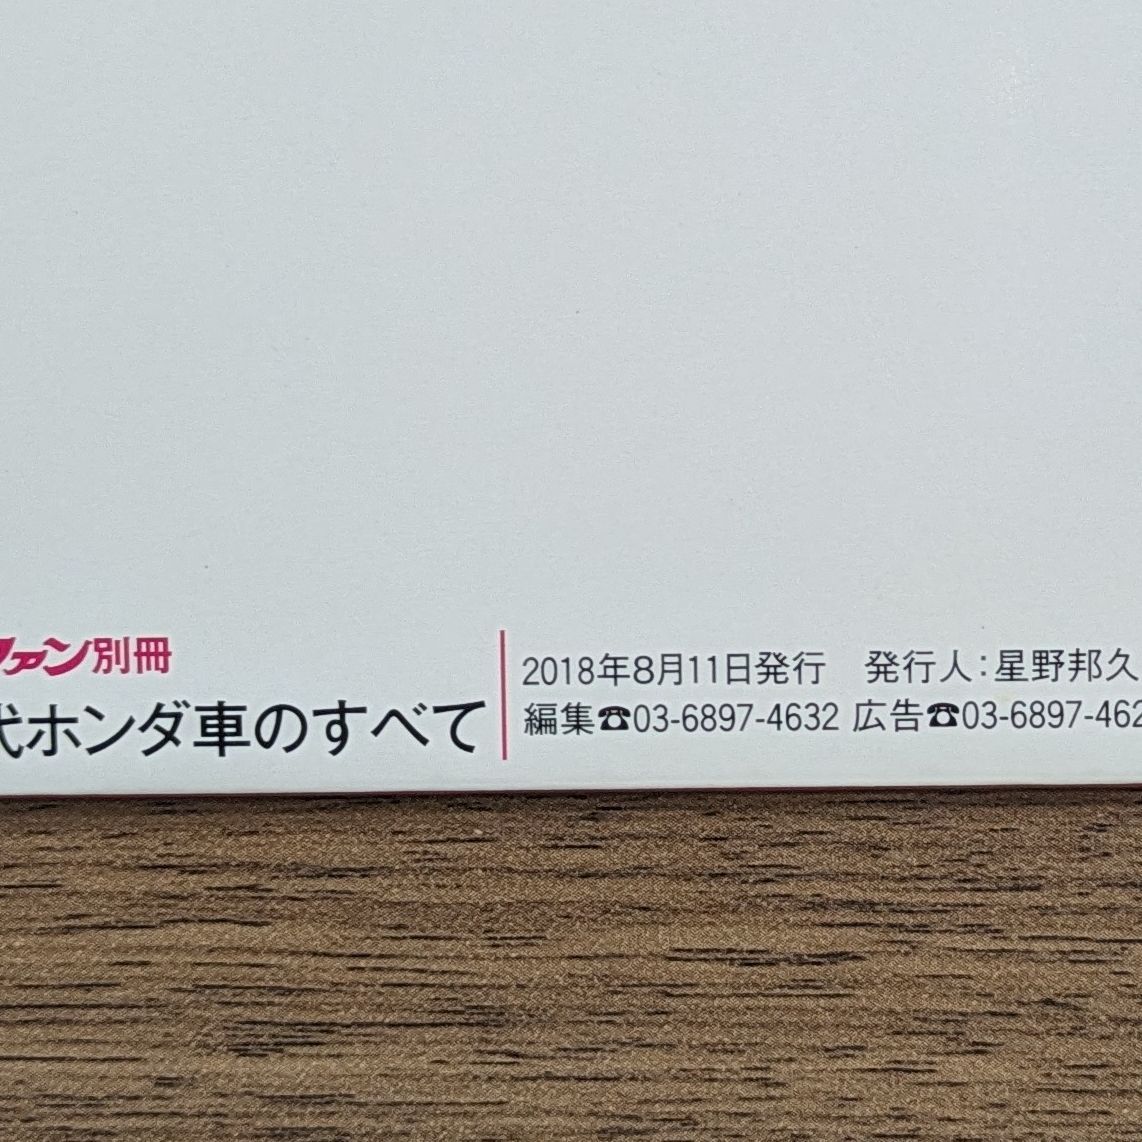 ファン別冊
代ホンダ車のすべて
2018年8月11日発行　発行人：星野邦久
編集☎03-6897-4632 広告☎03-6897-462